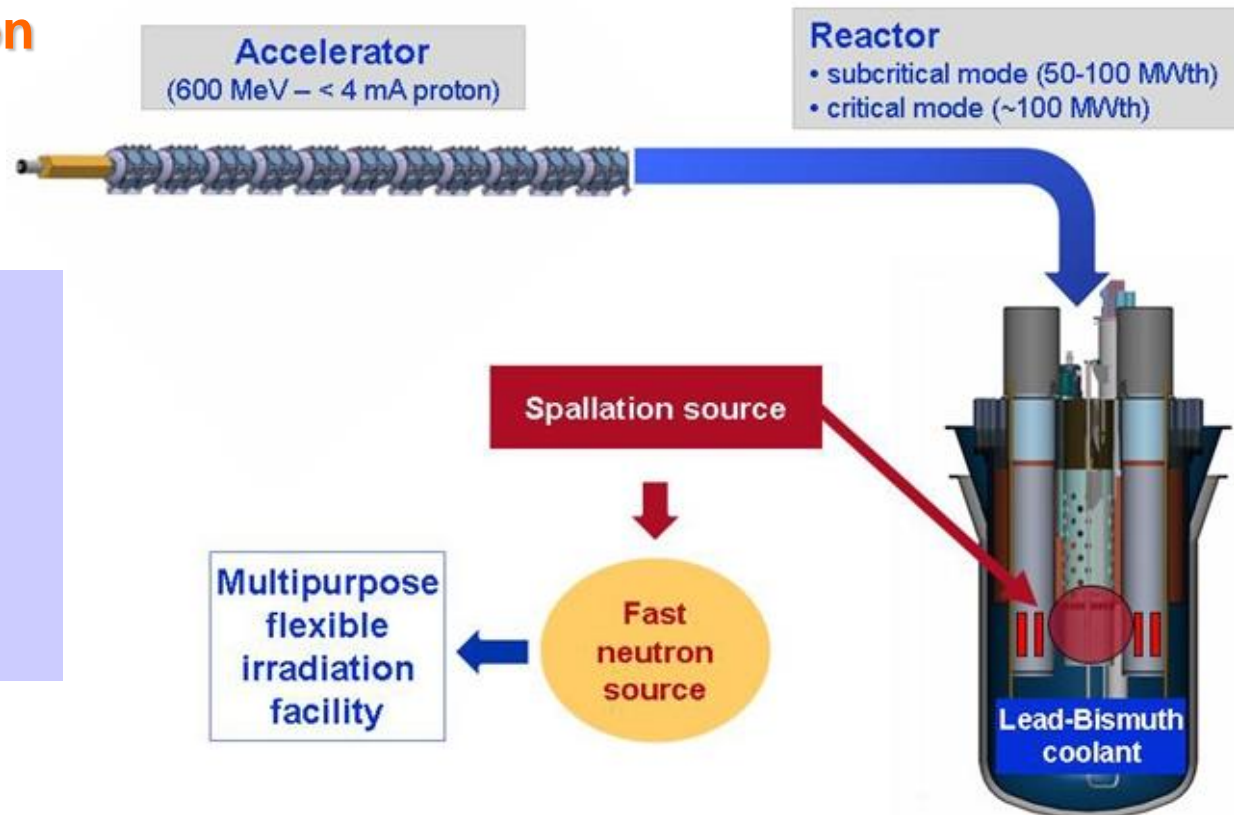 on
Accelerator
(600 MeV – < 4 mA proton)
Reactor
• subcritical mode (50-100 MWth)
• critical mode (~100 MWth)
Spallation source
Multipurpose
flexible
irradiation
facility
Fast
neutron
source
Lead-Bismuth
coolant